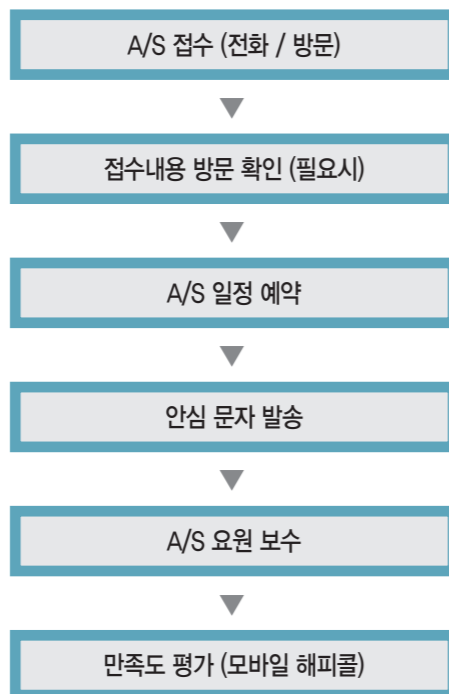 A/S 접수 (전화 / 방문)
접수내용 방문 확인 (필요시)
A/S 일정 예약
안심 문자 발송
A/S 요원 보수
만족도 평가 (모바일 해피콜)